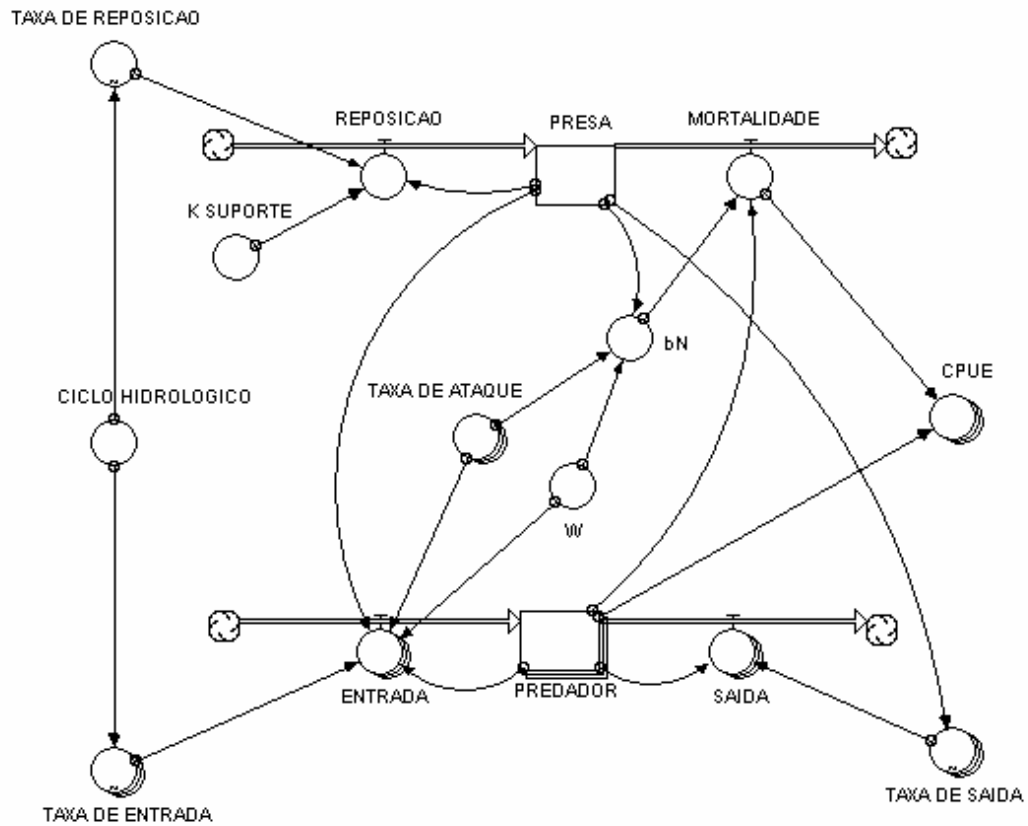 TAXA DE REPOSICAO
REPOSICAO
PRESA
MORTALIDADE
K SUPORTE
bN
CICLO HIDROLOGICO
TAXA DE ATAQUE
CPUE
W
ENTRADA
PREDADOR
SAIDA
TAXA DE ENTRADA
TAXA DE SAIDA